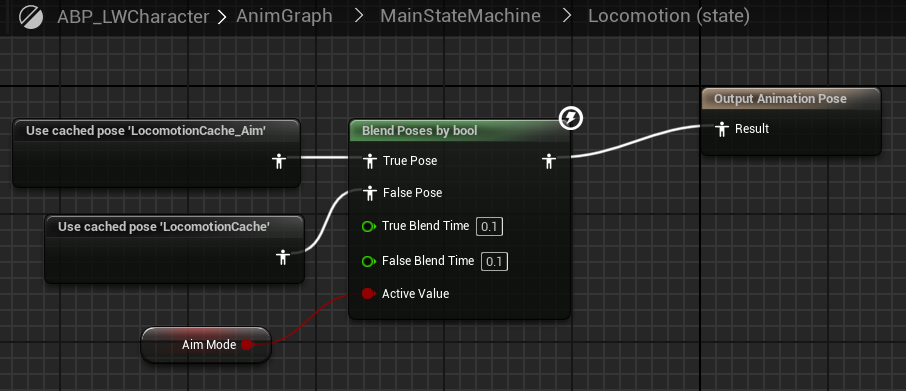 ABP_LWCharacter > AnimGraph > MainStateMachine > Locomotion (state)
Output Animation Pose
Result
Use cached pose 'LocomotionCache_Aim'
Blend Poses by bool
True Pose
False Pose
True Blend Time 0.1
False Blend Time 0.1
Active Value
Use cached pose 'LocomotionCache'
Aim Mode